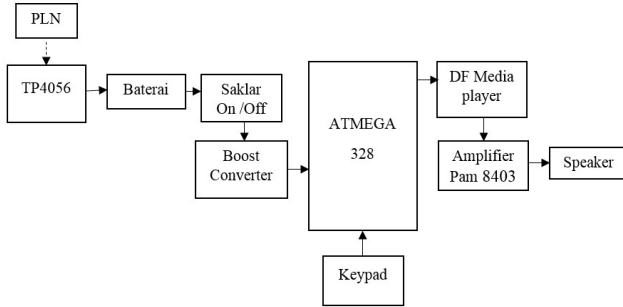 PLN
TP4056
Baterai
Saklar
On /Off
Boost
Converter
ATMEGA
328
Keypad
DF Media
player
Amplifier
Pam 8403
Speaker